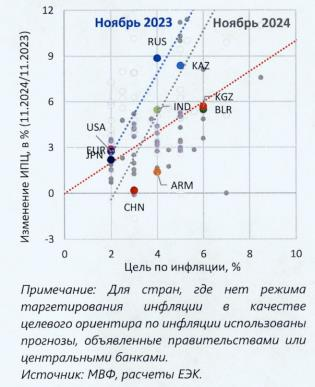 Изменение ИПЦ, в % (11.2024/11.2023)
12
9
6
3
0
-3
Ноябрь 2023
Ноябрь 2024
RUS
KAZ
KGZ
IND
BLR
USA
EUR
JPN
ARM
CHN
0 2 4 6 8 10
Цель по инфляции, %
Примечание: Для стран, где нет режима
таргетирования инфляции в качестве
целевого ориентира по инфляции использованы
прогнозы, объявленные правительствами или
центральными банками.
Источник: МВФ, расчеты ЕЭК.